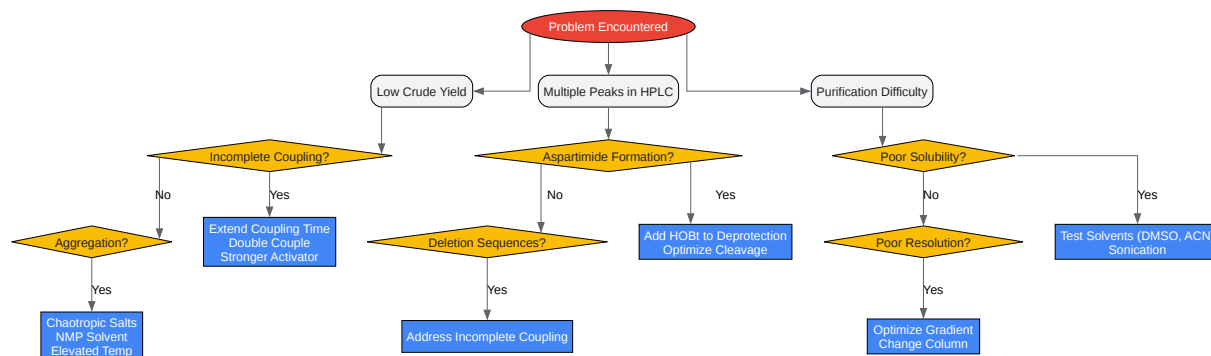 Problem Encountered
Low Crude Yield
Multiple Peaks in HPLC
Purification Difficulty
Incomplete Coupling?
Aspartimide Formation?
Poor Solubility?
No
Yes
No
Yes
No
Yes
Aggregation?
Extend Coupling Time
Double Couple
Stronger Activator
Deletion Sequences?
Add HOBt to Deprotection
Optimize Cleavage
Poor Resolution?
Test Solvents (DMSO, ACN
Sonication
Yes
Yes
Yes
Chaotropic Salts
NMP Solvent
Elevated Temp
Address Incomplete Coupling
Optimize Gradient
Change Column